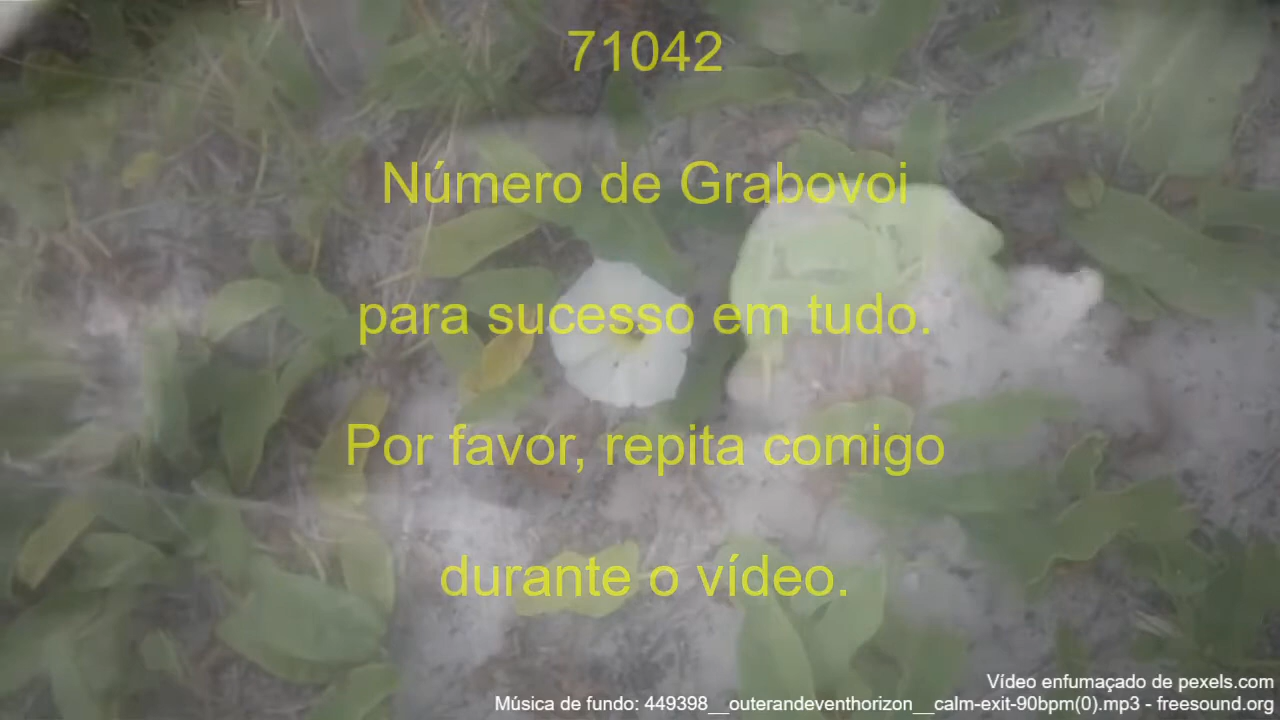 71042
Número de Grabovoi
para sucesso em tudo.
Por favor, repita comigo
durante o vídeo.
Vídeo enfumaçado de pexels.com
Música de fundo: 449398__outerandeventhorizon__calm-exit-90bpm(0).mp3 - freesound.org